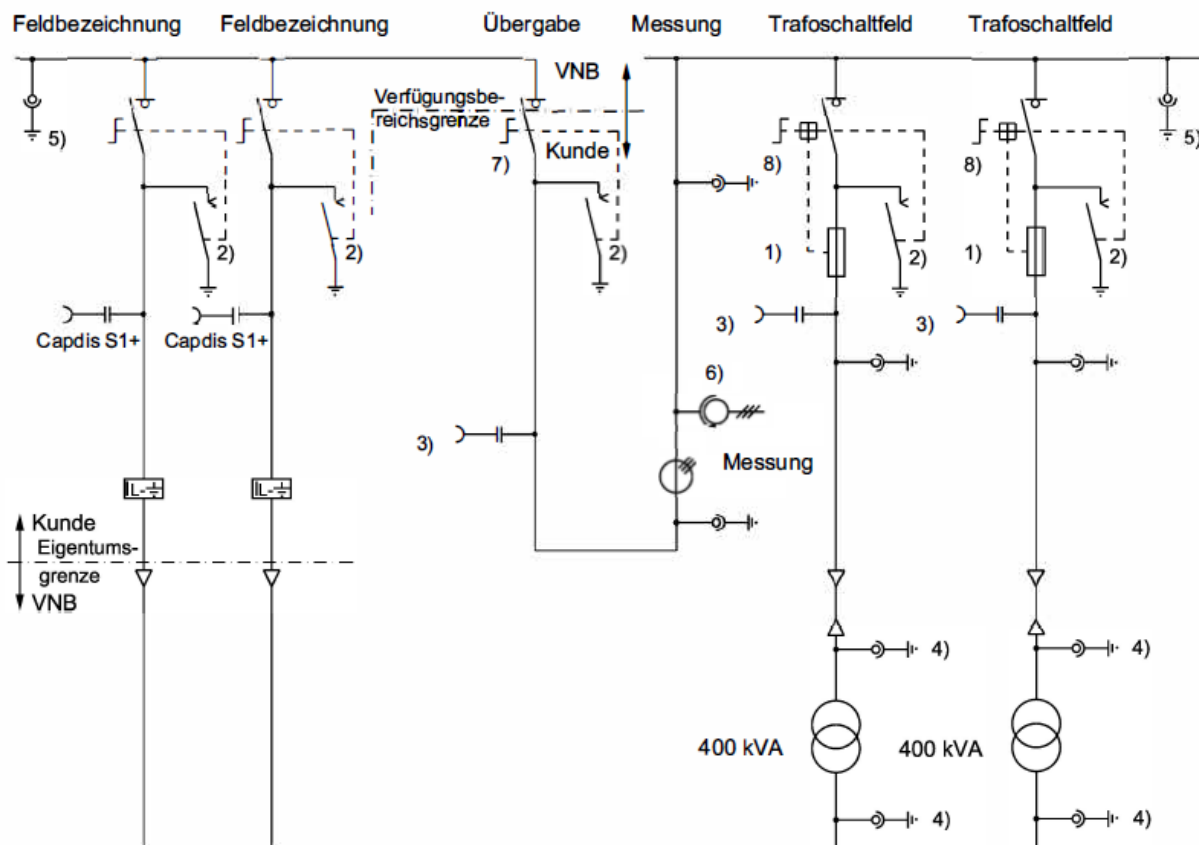 Feldbezeichnung Feldbezeichnung Übergabe Messung Trafoschaltfeld Trafoschaltfeld
VNB
Verfügungsbe-
reichsgrenze
Kunde
5) 7) 8) 8) 5)
2) 2) 2) 1) 2) 1) 2)
Capdis S1+ Capdis S1+ 3) 3)
6)
3) Messung
IL- IL-
Kunde
Eigentums-
grenze
VNB
4) 4)
400 kVA 400 kVA
4) 4)